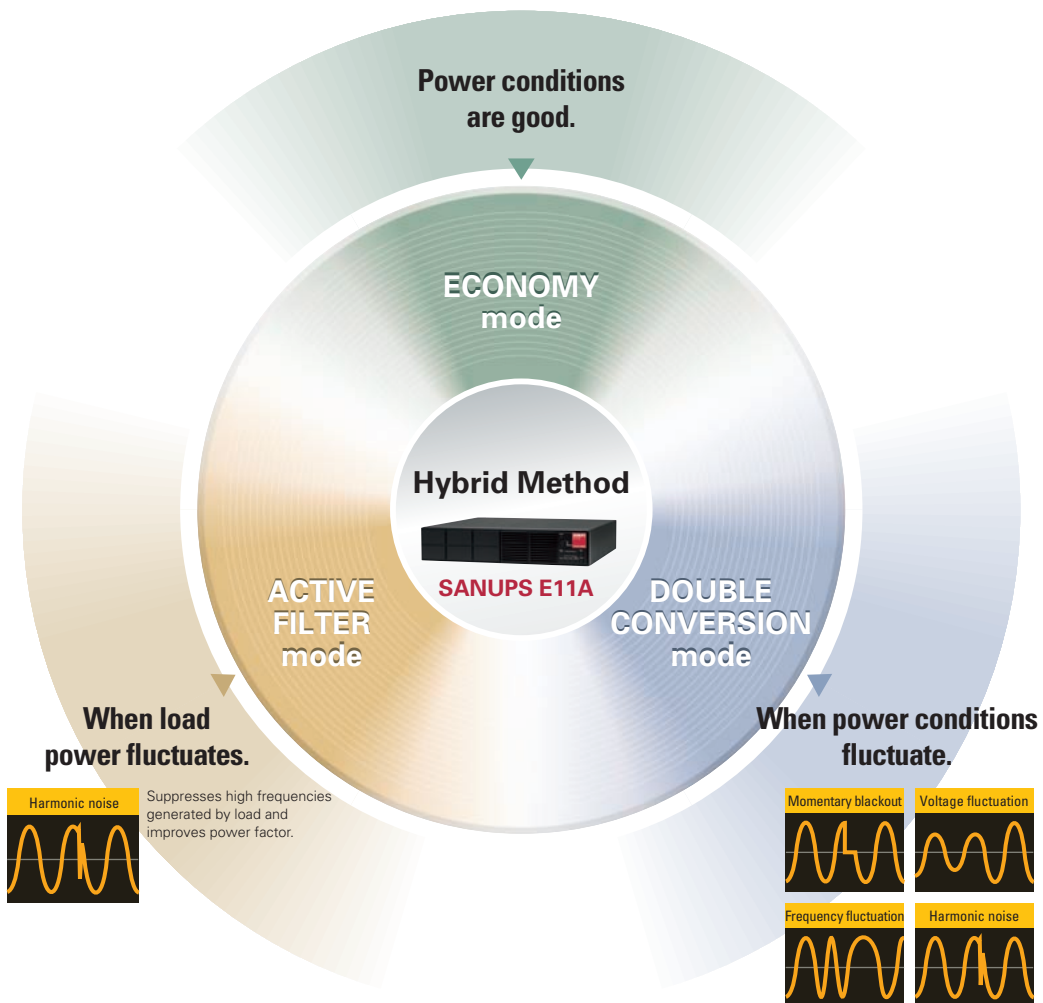 Power conditions
are good.
ECONOMY
mode
Hybrid Method
SANUPS E11A
ACTIVE
FILTER
mode
DOUBLE
CONVERSION
mode
When load
power fluctuates.
Harmonic noise
Suppresses high frequencies
generated by load and
improves power factor.
When power conditions
fluctuate.
Momentary blackout
Voltage fluctuation
Frequency fluctuation
Harmonic noise